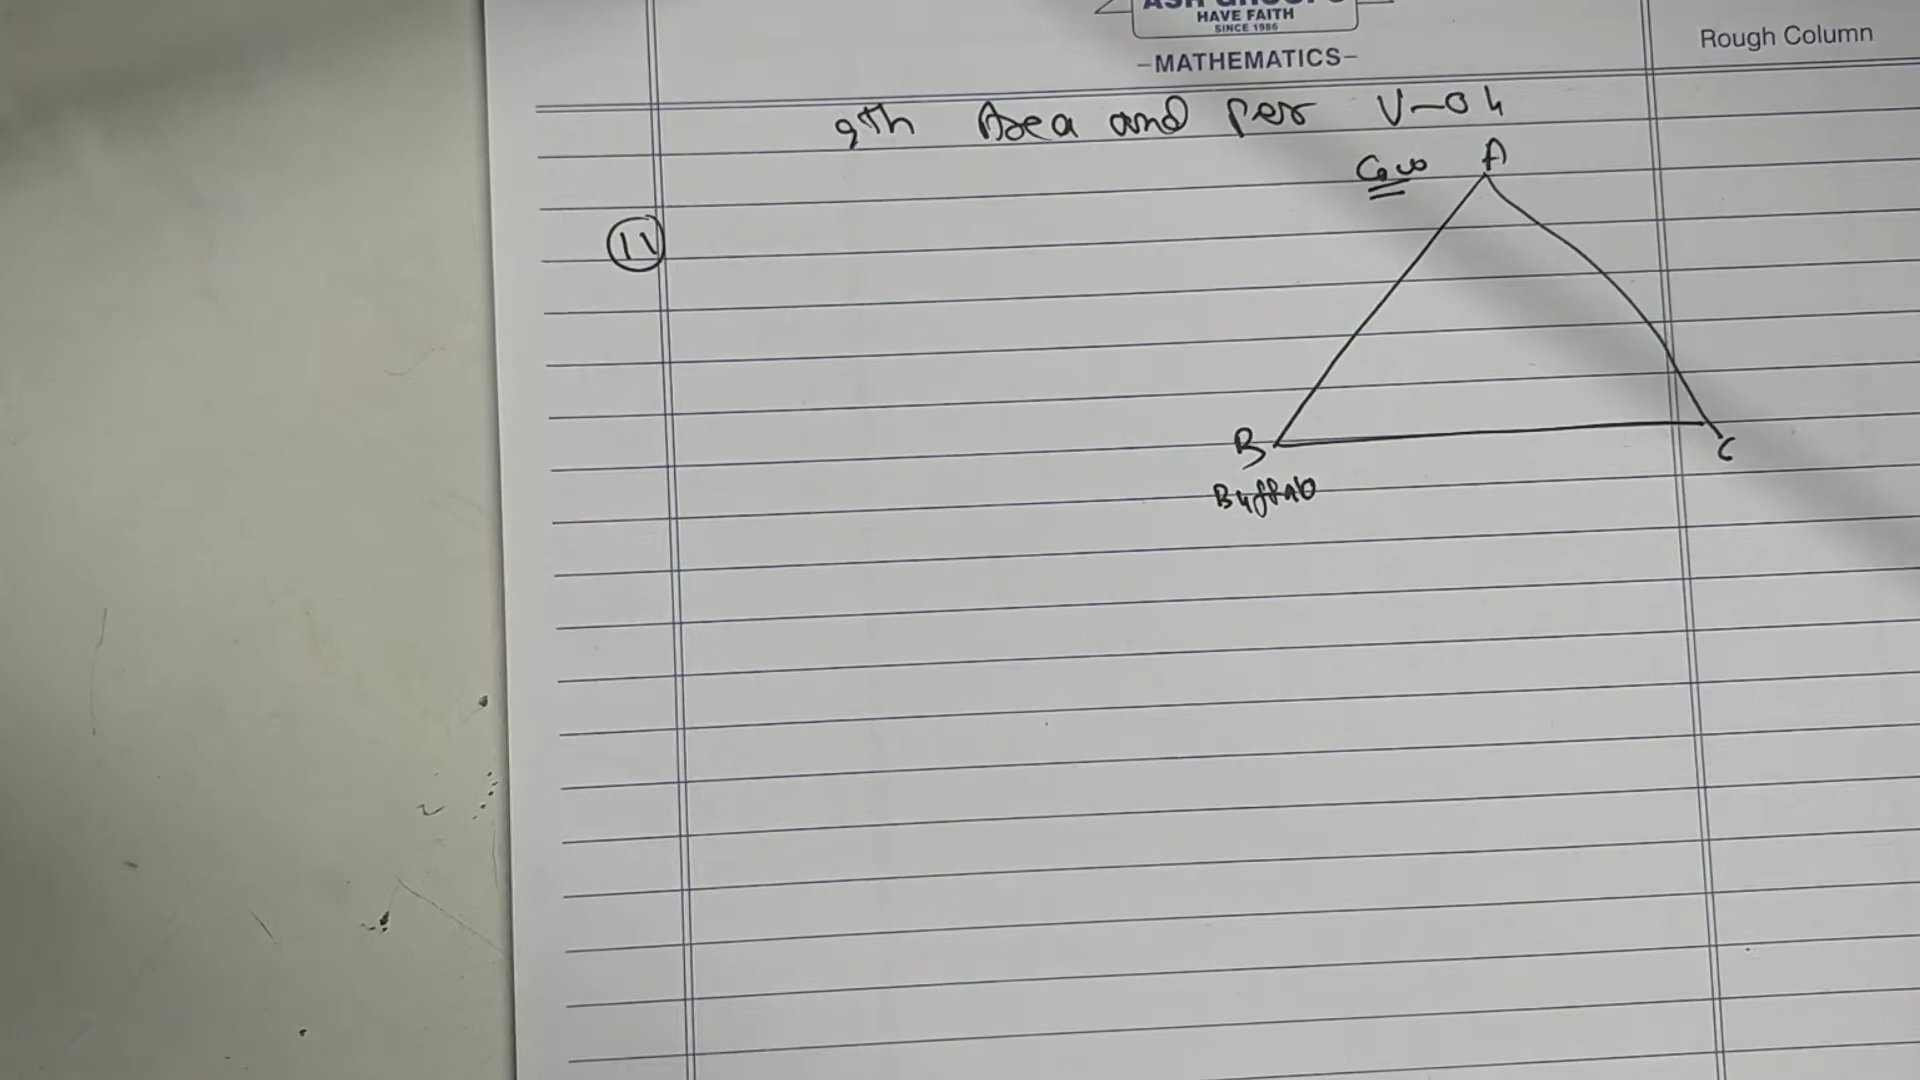 HAVE FAITH
SINCE 1986
-MATHEMATICS-
Rough Column
9th Area and Per V-04
Cow A
11
B C
Buffalo